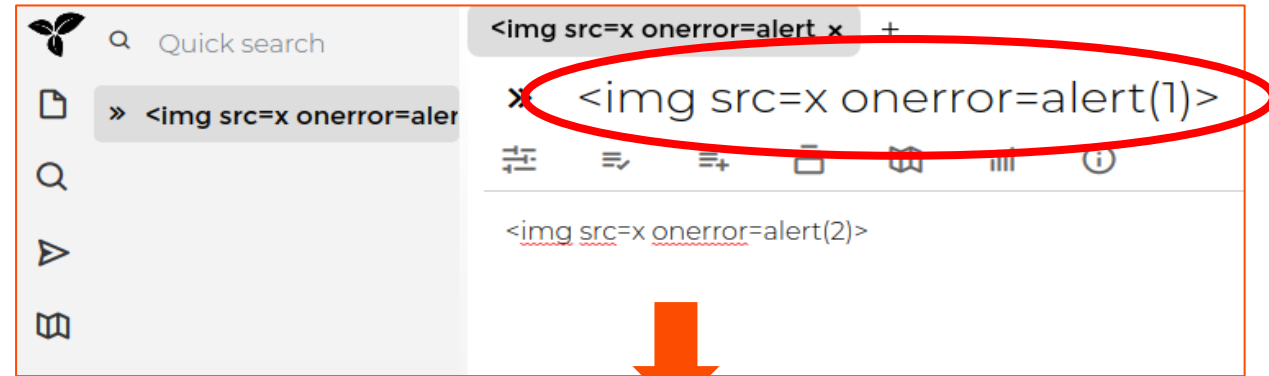 Quick search
<img src=x onerror=aler
<img src=x onerror=alert × +
» <img src=x onerror=alert(1)>
<img src=x onerror=alert(2)>